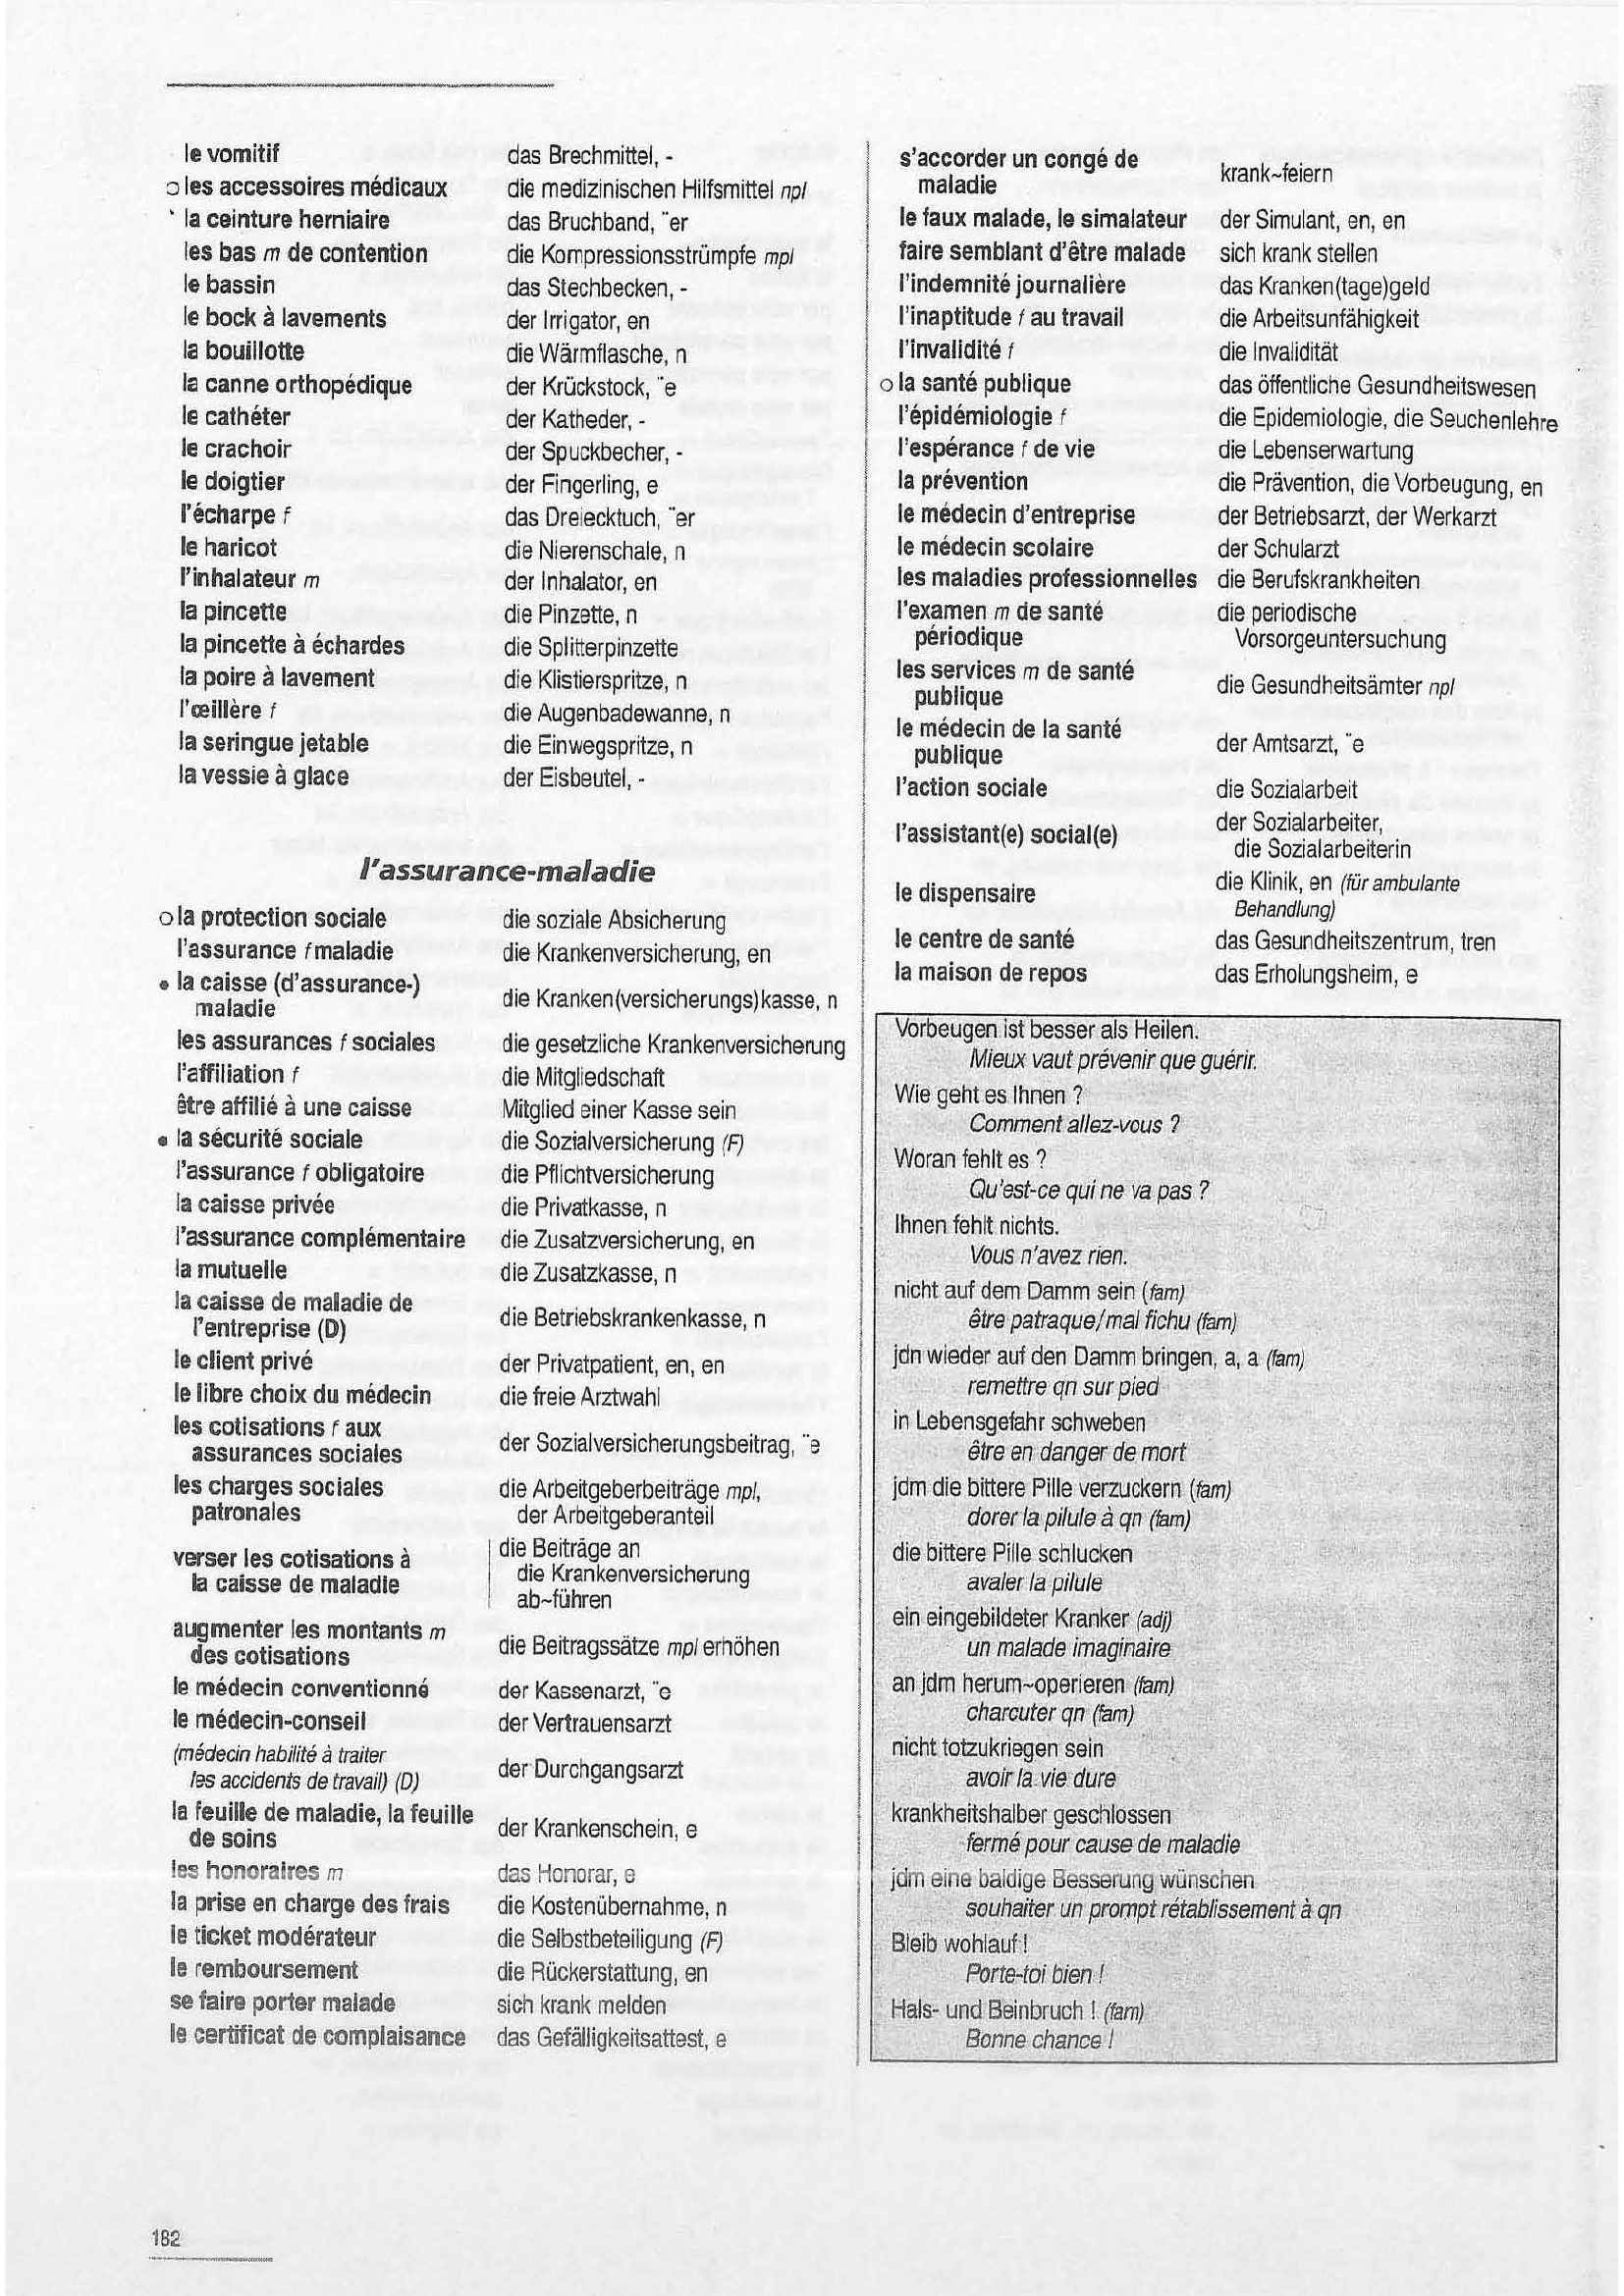 le vomitif das Brechmittel, -
o les accessoires médicaux die medizinischen Hilfsmittel npl
la ceinture herniaire das Bruchband, ¨er
les bas m de contention die Kompressionsstrümpfe mpl
le bassin das Stechbecken, -
le bock à lavements der Irrigator, en
la bouillotte die Wärmflasche, n
la canne orthopédique der Krückstock, ¨e
le cathéter der Katheder, -
le crachoir der Spuckbecher, -
le doigtier der Fingerling, e
l'écharpe f das Dreiecktuch, ¨er
le haricot die Nierenschale, n
l'inhalateur m der Inhalator, en
la pincette die Pinzette, n
la pincette à échardes die Splitterpinzette
la poire à lavement die Klistierspritze, n
l'œillère f die Augenbadewanne, n
la seringue jetable die Einwegspritze, n
la vessie à glace der Eisbeutel, -
l'assurance-maladie
o la protection sociale die soziale Absicherung
l'assurance f maladie die Krankenversicherung, en
• la caisse (d'assurance-)
maladie die Kranken(versicherungs)kasse, n
les assurances f sociales die gesetzliche Krankenversicherung
l'affiliation f die Mitgliedschaft
être affilié à une caisse Mitglied einer Kasse sein
• la sécurité sociale die Sozialversicherung (F)
l'assurance f obligatoire die Pflichtversicherung
la caisse privée die Privatkasse, n
l'assurance complémentaire die Zusatzversicherung, en
la mutuelle die Zusatzkasse, n
la caisse de maladie de
l'entreprise (D) die Betriebskrankenkasse, n
le client privé der Privatpatient, en, en
le libre choix du médecin die freie Arztwahl
les cotisations f aux
assurances sociales der Sozialversicherungsbeitrag, ¨e
les charges sociales die Arbeitgeberbeiträge mpl,
patronales der Arbeitgeberanteil
verser les cotisations à die Beiträge an
la caisse de maladie die Krankenversicherung
ab~führen
augmenter les montants m
des cotisations die Beitragssätze mpl erhöhen
le médecin conventionné der Kassenarzt, ¨e
le médecin-conseil der Vertrauensarzt
(médecin habilité à traiter
les accidents de travail) (D) der Durchgangsarzt
la feuille de maladie, la feuille
de soins der Krankenschein, e
les honoraires m das Honorar, e
la prise en charge des frais die Kostenübernahme, n
le ticket modérateur die Selbstbeteiligung (F)
le remboursement die Rückerstattung, en
se faire porter malade sich krank melden
le certificat de complaisance das Gefälligkeitsattest, e
s'accorder un congé de
maladie krank~feiern
le faux malade, le simalateur der Simulant, en, en
faire semblant d'être malade sich krank stellen
l'indemnité journalière das Kranken(tage)geld
l'inaptitude f au travail die Arbeitsunfähigkeit
l'invalidité f die Invalidität
o la santé publique das öffentliche Gesundheitswesen
l'épidémiologie f die Epidemiologie, die Seuchenlehre
l'espérance f de vie die Lebenserwartung
la prévention die Prävention, die Vorbeugung, en
le médecin d'entreprise der Betriebsarzt, der Werkarzt
le médecin scolaire der Schularzt
les maladies professionnelles die Berufskrankheiten
l'examen m de santé die periodische
périodique Vorsorgeuntersuchung
les services m de santé
publique die Gesundheitsämter npl
le médecin de la santé
publique der Amtsarzt, ¨e
l'action sociale die Sozialarbeit
l'assistant(e) social(e) der Sozialarbeiter,
die Sozialarbeiterin
le dispensaire die Klinik, en (für ambulante
Behandlung)
le centre de santé das Gesundheitszentrum, tren
la maison de repos das Erholungsheim, e
Vorbeugen ist besser als Heilen.
Mieux vaut prévenir que guérir.
Wie geht es Ihnen ?
Comment allez-vous ?
Woran fehlt es ?
Qu'est-ce qui ne va pas ?
Ihnen fehlt nichts.
Vous n'avez rien.
nicht auf dem Damm sein (fam)
être patraque/mal fichu (fam)
jdn wieder auf den Damm bringen, a, a (fam)
remettre qn sur pied
in Lebensgefahr schweben
être en danger de mort
jdm die bittere Pille verzuckern (fam)
dorer la pilule à qn (fam)
die bittere Pille schlucken
avaler la pilule
ein eingebildeter Kranker (adj)
un malade imaginaire
an jdm herum~operieren (fam)
charcuter qn (fam)
nicht totzukriegen sein
avoir la vie dure
krankheitshalber geschlossen
fermé pour cause de maladie
jdm eine baldige Besserung wünschen
souhaiter un prompt rétablissement à qn
Bleib wohlauf !
Porte-toi bien !
Hals- und Beinbruch ! (fam)
Bonne chance !
182